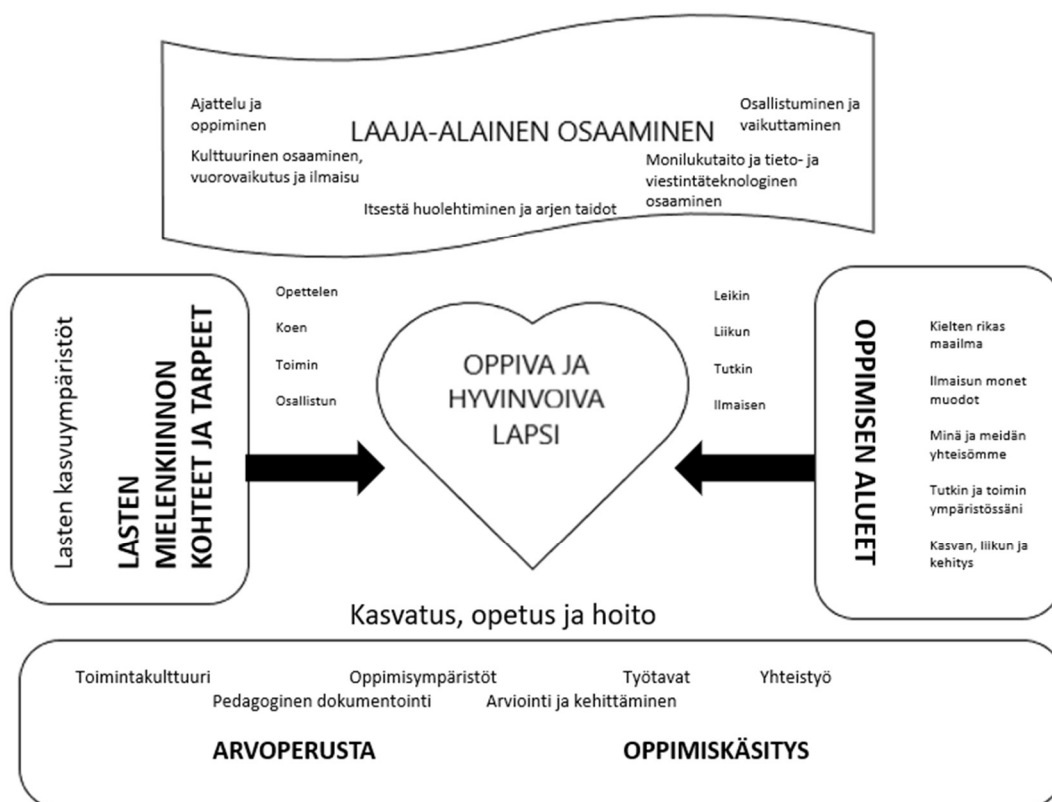 Ajattelu ja
oppiminen
LAAJA-ALAINEN OSAAMINEN
Osallistuminen ja
vaikuttaminen
Kulttuurinen osaaminen,
vuorovaikutus ja ilmaisu
Monilukutaito ja tieto- ja
viestintäteknologinen
osaaminen
Itsestä huolehtiminen ja arjen taidot
Lasten kasvuympäristöt
LASTEN
MIELENKIINNON
KOHTEET JA TARPEET
Opettelen
Koen
Toimin
Osallistun
OPPIVA JA
HYVINVOIVA
LAPSI
Leikin
Liikun
Tutkin
Ilmaisen
OPPIMISEN ALUEET
Kielten rikas
maailma
Ilmaisun monet
muodot
Minä ja meidän
yhteisömme
Tutkin ja toimin
ympäristössäni
Kasvan, liikun ja
kehitys
Kasvatus, opetus ja hoito
Toimintakulttuuri
Oppimisympäristöt
Työtavat
Yhteistyö
Pedagoginen dokumentointi
Arviointi ja kehittäminen
ARVOPERUSTA
OPPIMISKÄSITYS